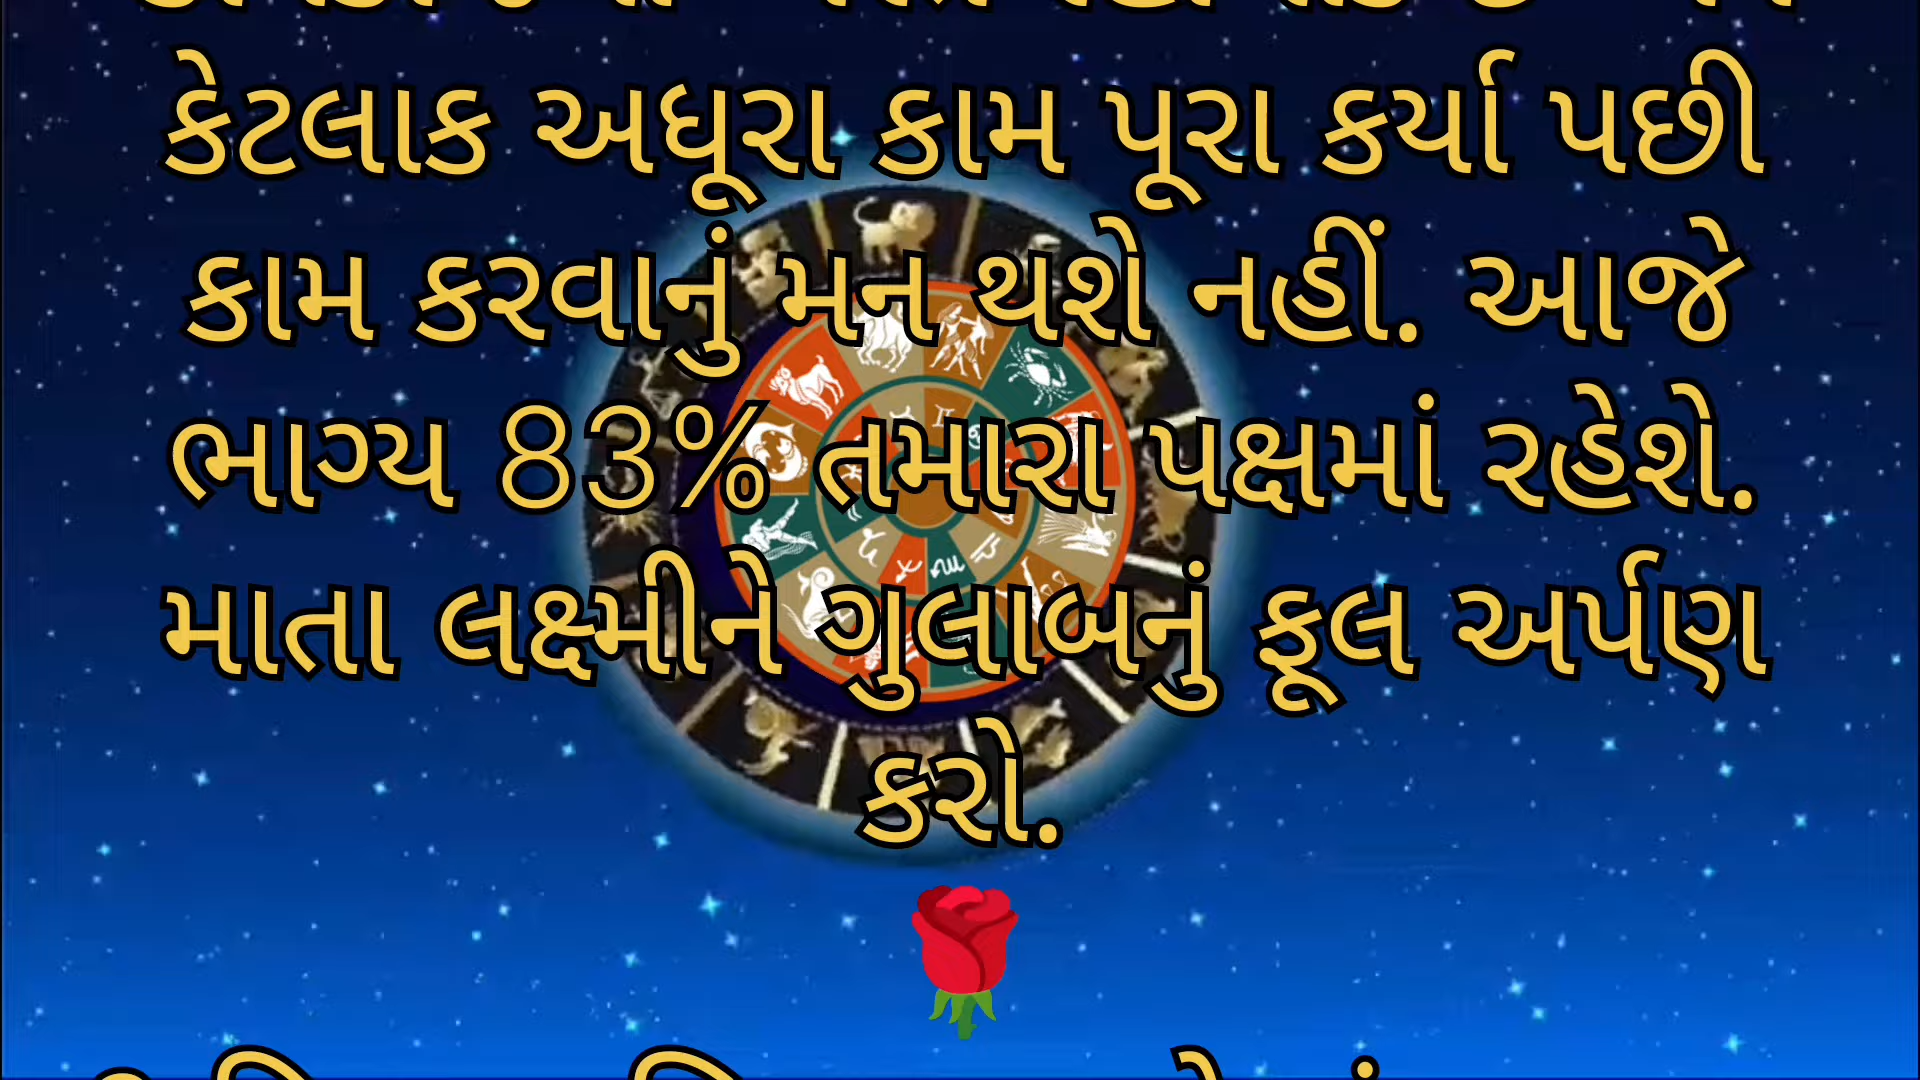 કેટલાક અધૂરા કામ પૂરા કર્યા પછી
કામ કરવાનું મન થશે નહીં. આજે
ભાગ્ય 83% તમારા પક્ષમાં રહેશે.
માતા લક્ષ્મીને ગુલાબનું ફૂલ અર્પણ
કરો.